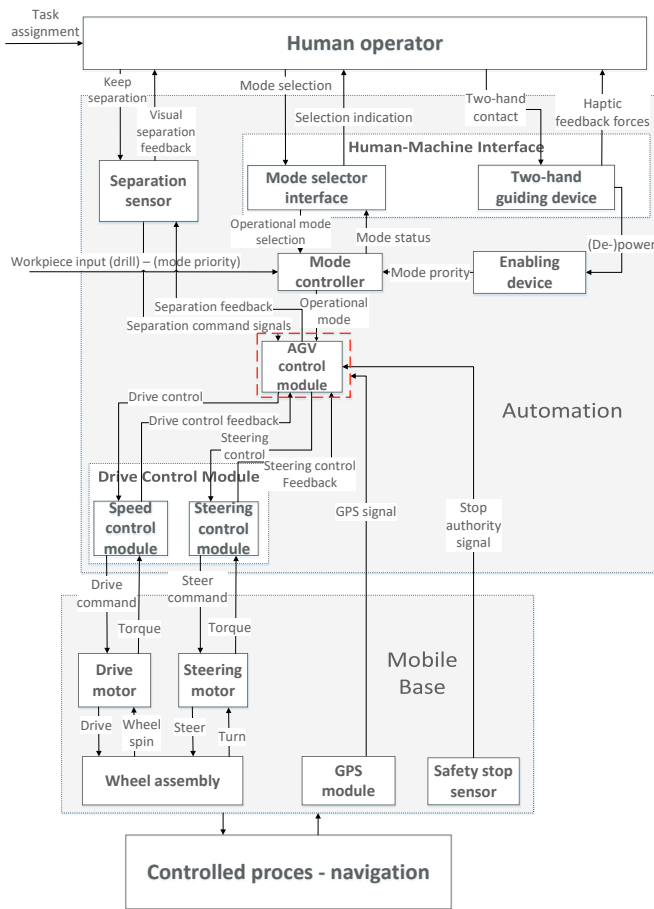 Task
assignment
Human operator
Keep
separation
Visual
separation
feedback
Mode selection
Selection indication
Two-hand
contact
Haptic
feedback forces
Human-Machine Interface
Separation
sensor
Mode selector
interface
Two-hand
guiding device
Operational mode
selection
Mode status
(De-)power
Workpiece input (drill) – (mode priority)
Mode
controller
Mode prority
Enabling
device
Separation feedback
Separation command signals
Operational
mode
AGV
control
module
Automation
Drive control
Drive control feedback
Steering
control
Steering control
Feedback
Drive Control Module
Speed
control
module
Steering
control
module
GPS signal
Stop
authority
signal
Drive
command
Torque
Steer
command
Torque
Mobile
Base
Drive
motor
Steering
motor
Drive
Wheel
spin
Steer
Turn
Wheel assembly
GPS
module
Safety stop
sensor
Controlled proces - navigation